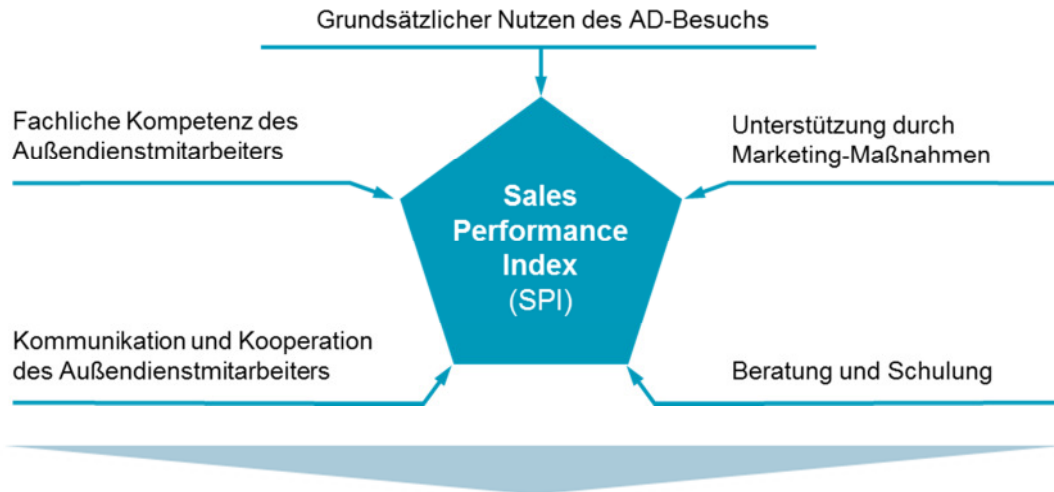 Grundsätzlicher Nutzen des AD-Besuchs
Fachliche Kompetenz des
Außendienstmitarbeiters
Unterstützung durch
Marketing-Maßnahmen
Sales
Performance
Index
(SPI)
Kommunikation und Kooperation
des Außendienstmitarbeiters
Beratung und Schulung